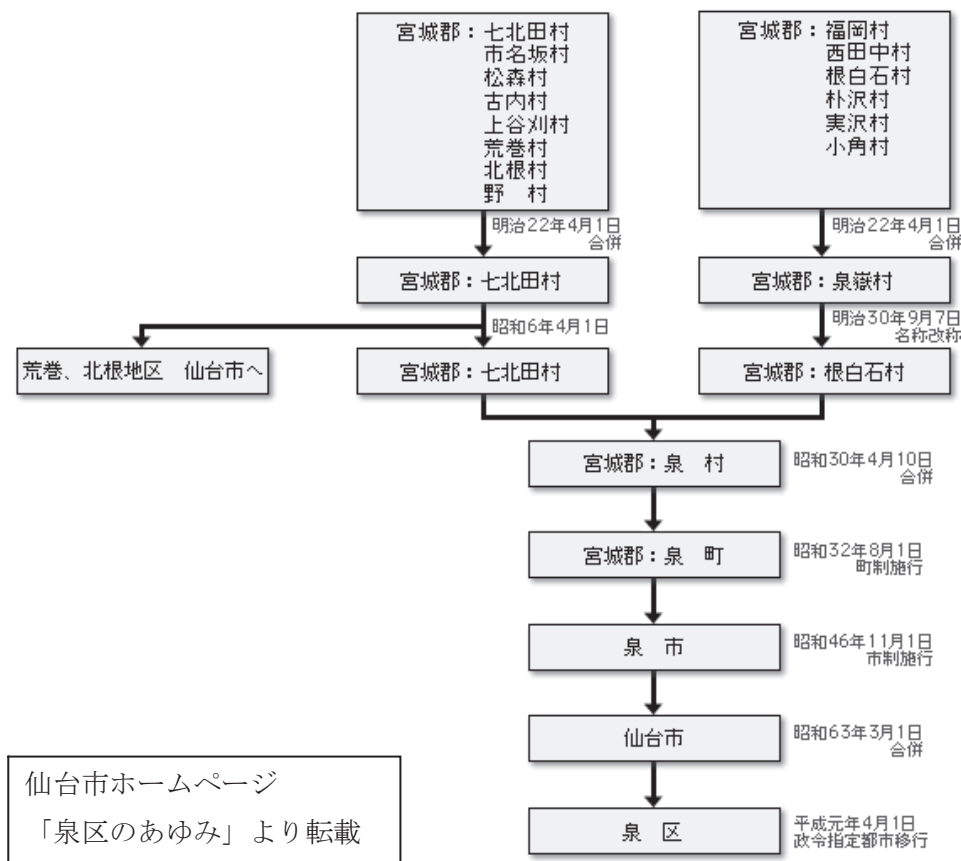 宮城郡：七北田村
市名坂村
松森村
古内村
上谷刈村
荒巻村
北根村
野　村
宮城郡：福岡村
西田中村
根白石村
朴沢村
実沢村
小角村
明治22年4月1日
合併
明治22年4月1日
合併
宮城郡：七北田村
宮城郡：泉嶽村
昭和6年4月1日
明治30年9月7日
名称改称
荒巻、北根地区　仙台市へ
宮城郡：七北田村
宮城郡：根白石村
宮城郡：泉　村
昭和30年4月10日
合併
宮城郡：泉　町
昭和32年8月1日
町制施行
泉　市
昭和46年11月1日
市制施行
仙台市
昭和63年3月1日
合併
泉　区
平成元年4月1日
政令指定都市移行
仙台市ホームページ
「泉区のあゆみ」より転載